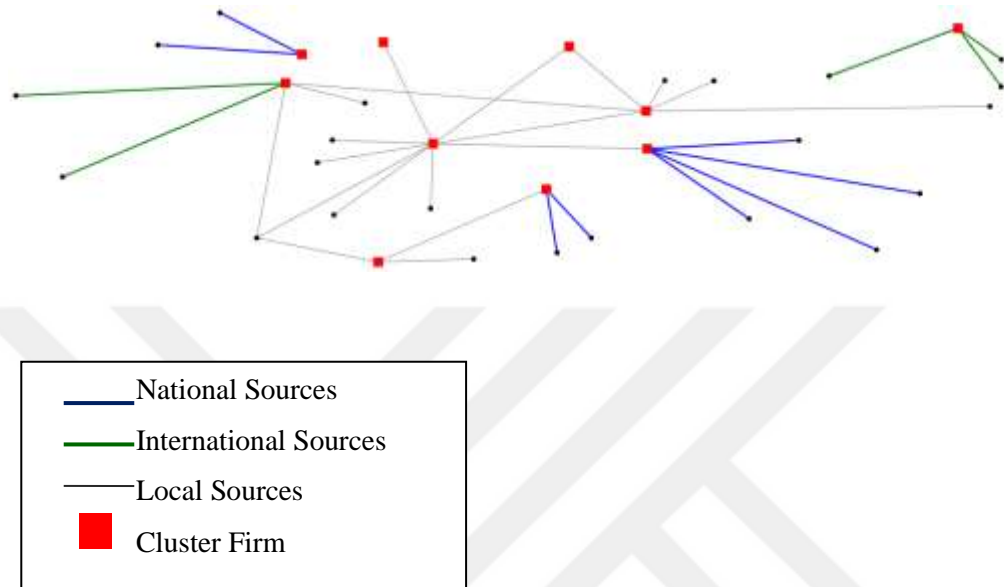 National Sources
International Sources
Local Sources
Cluster Firm